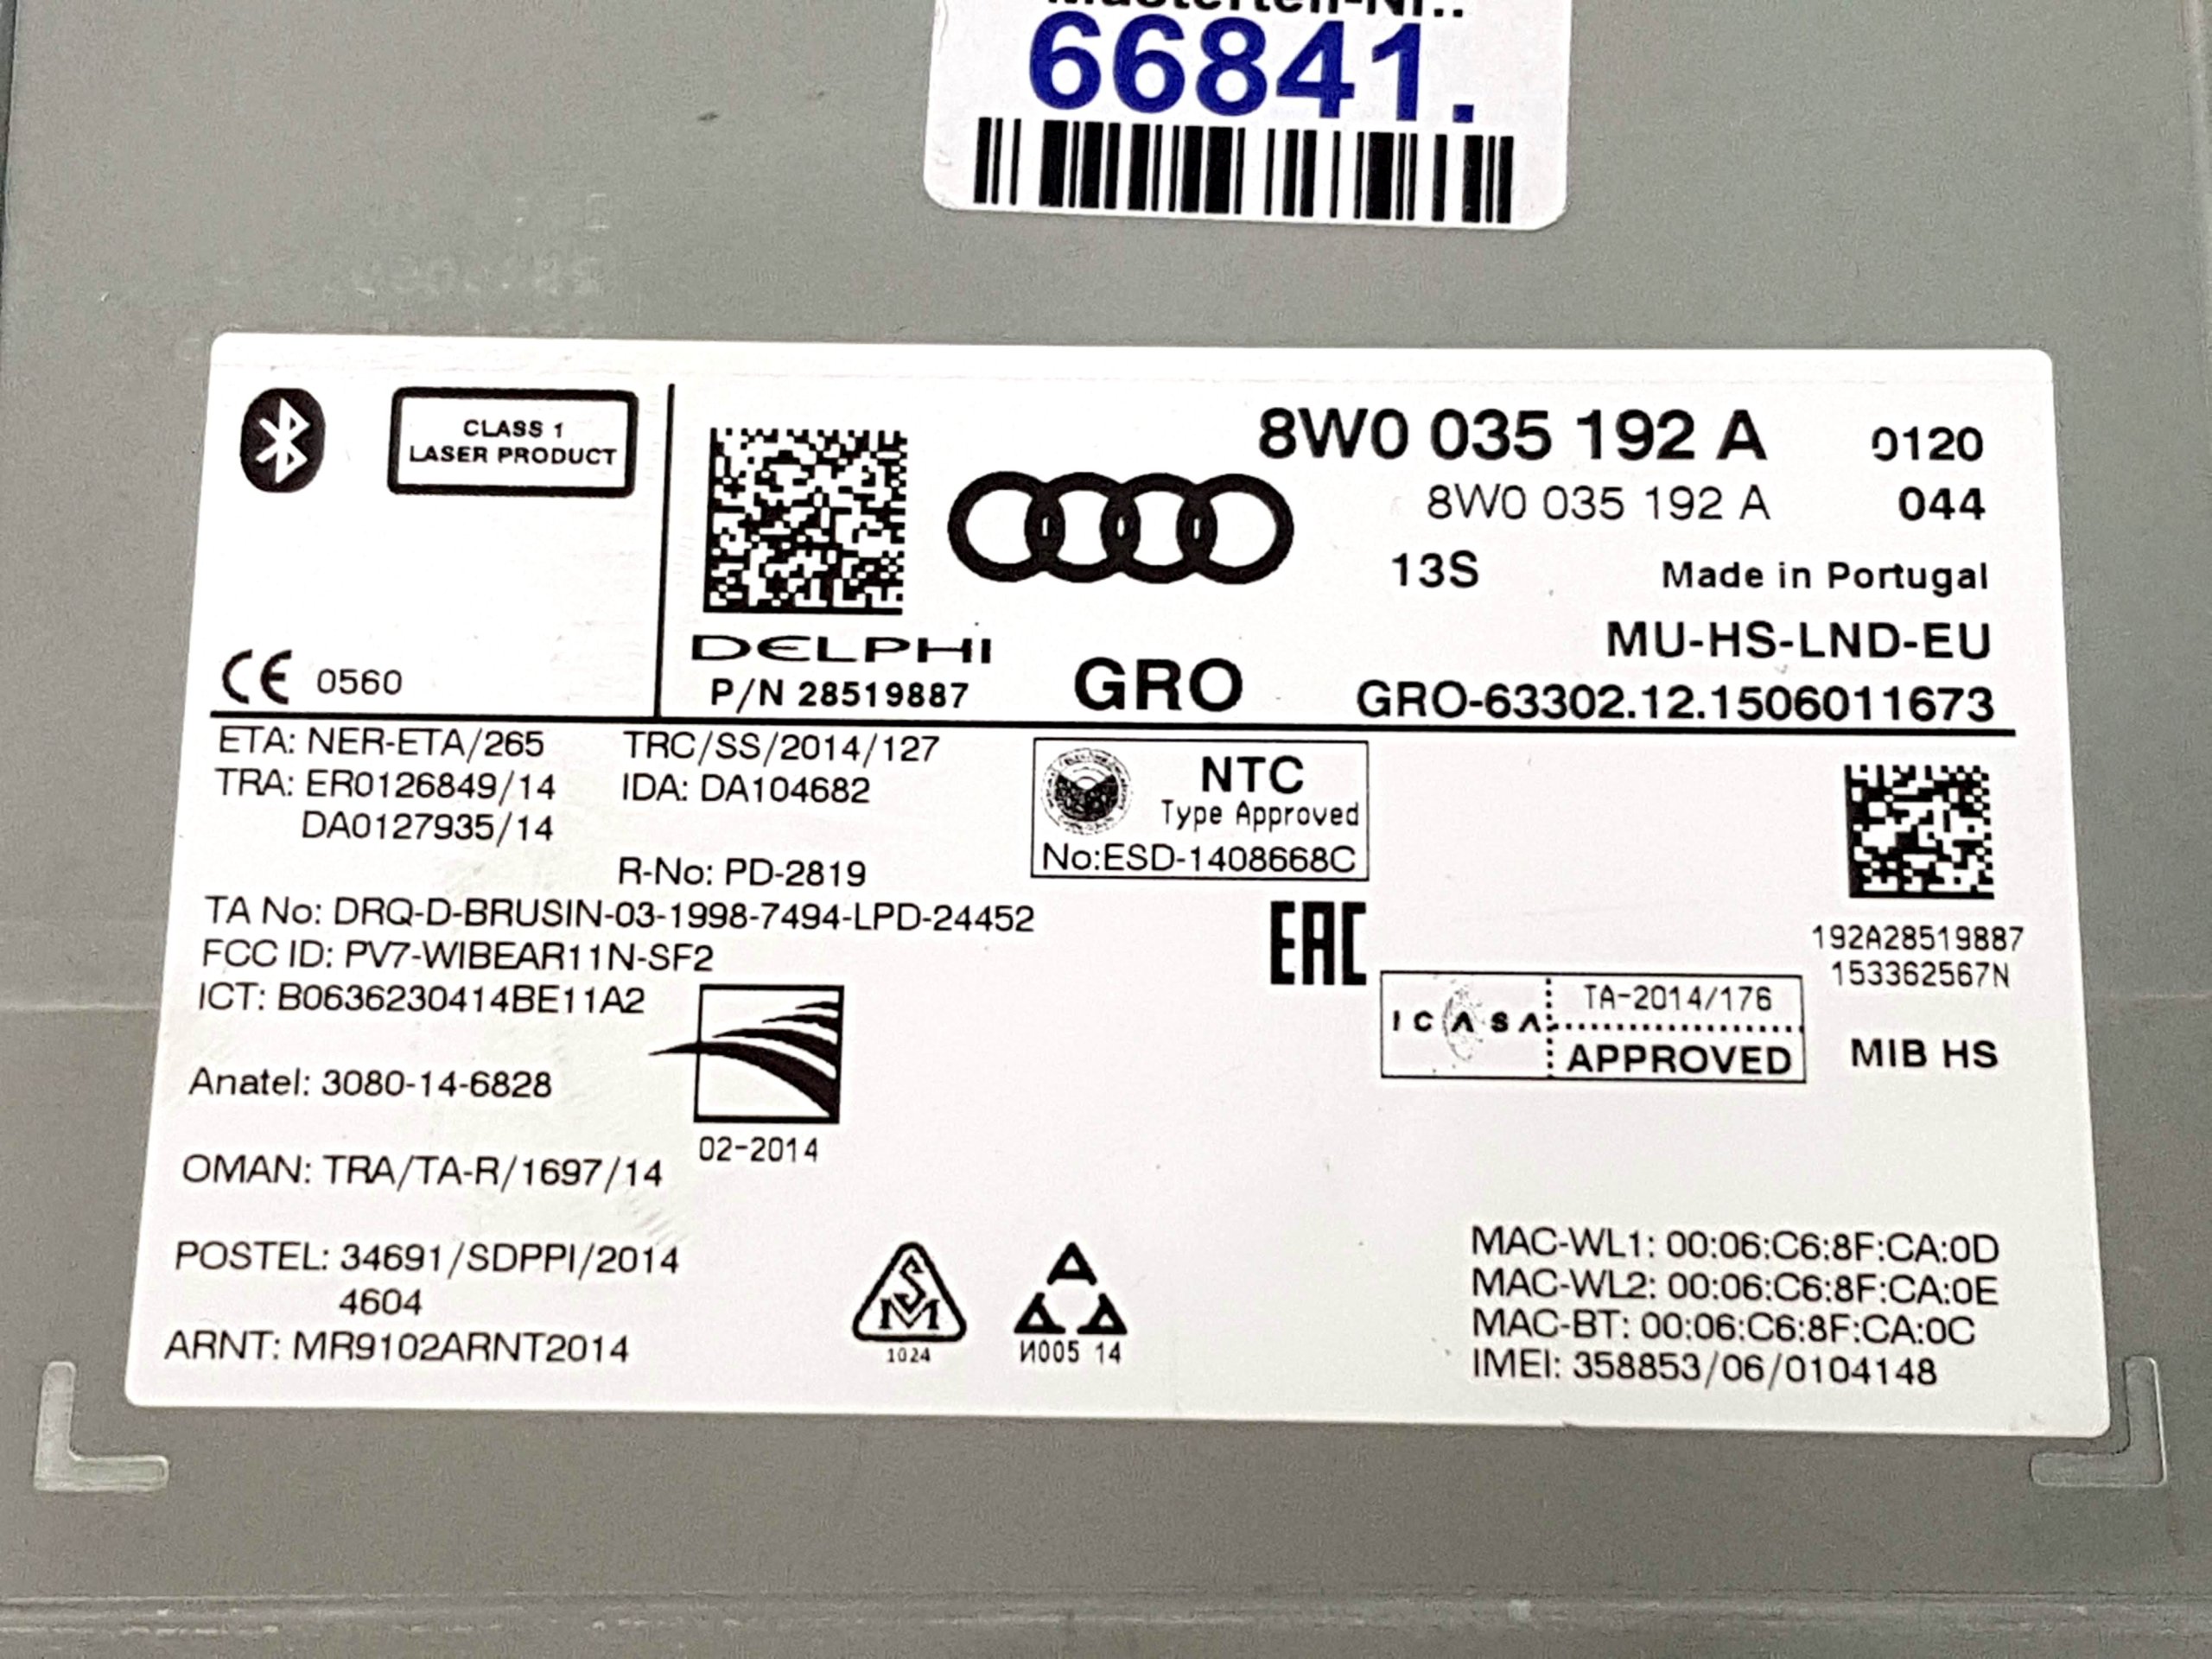 66841.
CLASS 1
LASER PRODUCT
CE 0560
DELPHI
P/N 28519887
GRO
8W0 035 192 A 0120
8W0 035 192 A 044
13S Made in Portugal
MU-HS-LND-EU
GRO-63302.12.1506011673
ETA: NER-ETA/265 TRC/SS/2014/127
TRA: ER0126849/14 IDA: DA104682
DA0127935/14
R-No: PD-2819
TA No: DRQ-D-BRUSIN-03-1998-7494-LPD-24452
FCC ID: PV7-WIBEAR11N-SF2
ICT: B0636230414BE11A2
Anatel: 3080-14-6828
02-2014
OMAN: TRA/TA-R/1697/14
POSTEL: 34691/SDPPI/2014
4604
ARNT: MR9102ARNT2014
NTC
Type Approved
No:ESD-1408668C
EAC
ICASA
TA-2014/176
APPROVED
192A28519887
153362567N
MIB HS
SM
1024
И005 14
MAC-WL1: 00:06:C6:8F:CA:0D
MAC-WL2: 00:06:C6:8F:CA:0E
MAC-BT: 00:06:C6:8F:CA:0C
IMEI: 358853/06/0104148